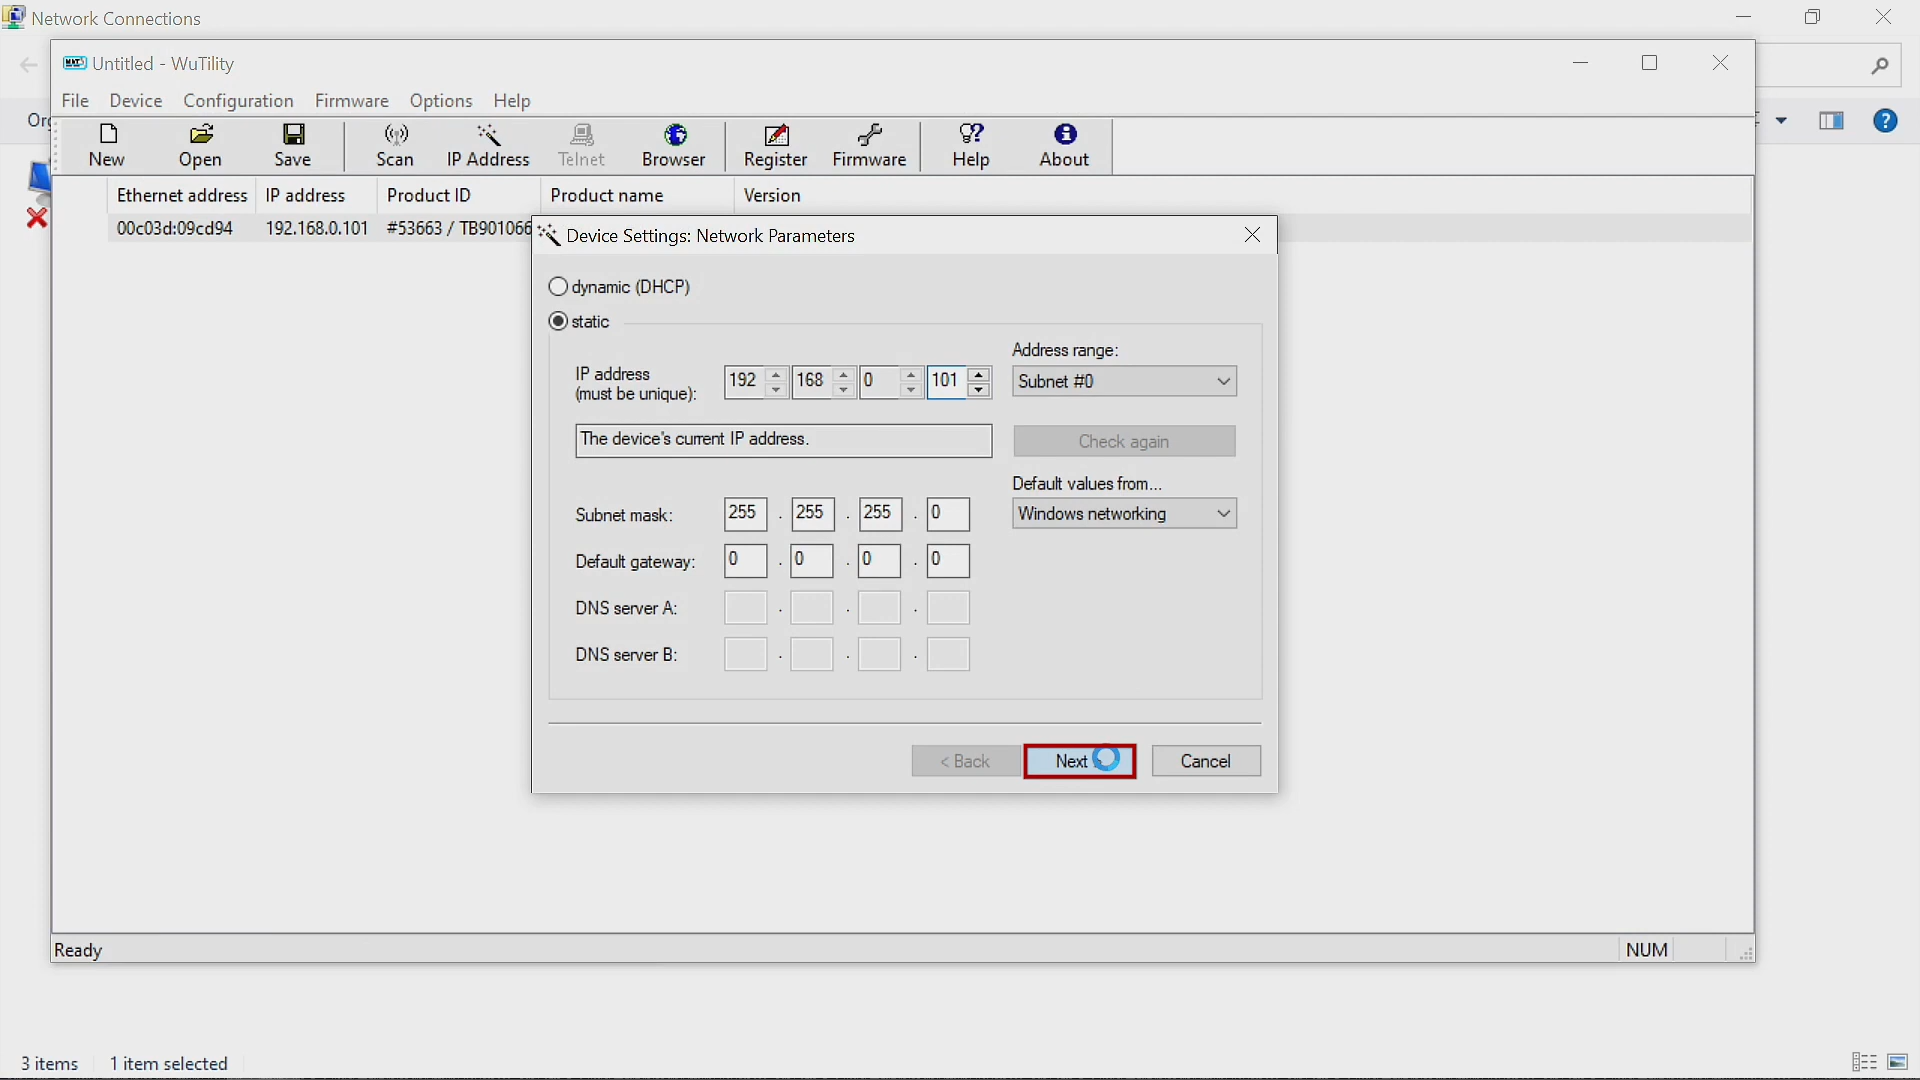 Network Connections
Untitled - WuTility
File Device Configuration Firmware Options Help
New Open Save Scan IP Address Telnet Browser Register Firmware Help About
Ethernet address IP address Product ID Product name Version
00c03d:09cd94 192.168.0.101 #53663 / TB901066
Device Settings: Network Parameters
dynamic (DHCP)
static
Address range:
IP address
(must be unique):
192 168 0 101
Subnet #0
The device's current IP address.
Check again
Default values from...
Subnet mask: 255 . 255 . 255 . 0
Windows networking
Default gateway: 0 . 0 . 0 . 0
DNS server A: . . .
DNS server B: . . .
< Back Next Cancel
Ready NUM
3 items 1 item selected